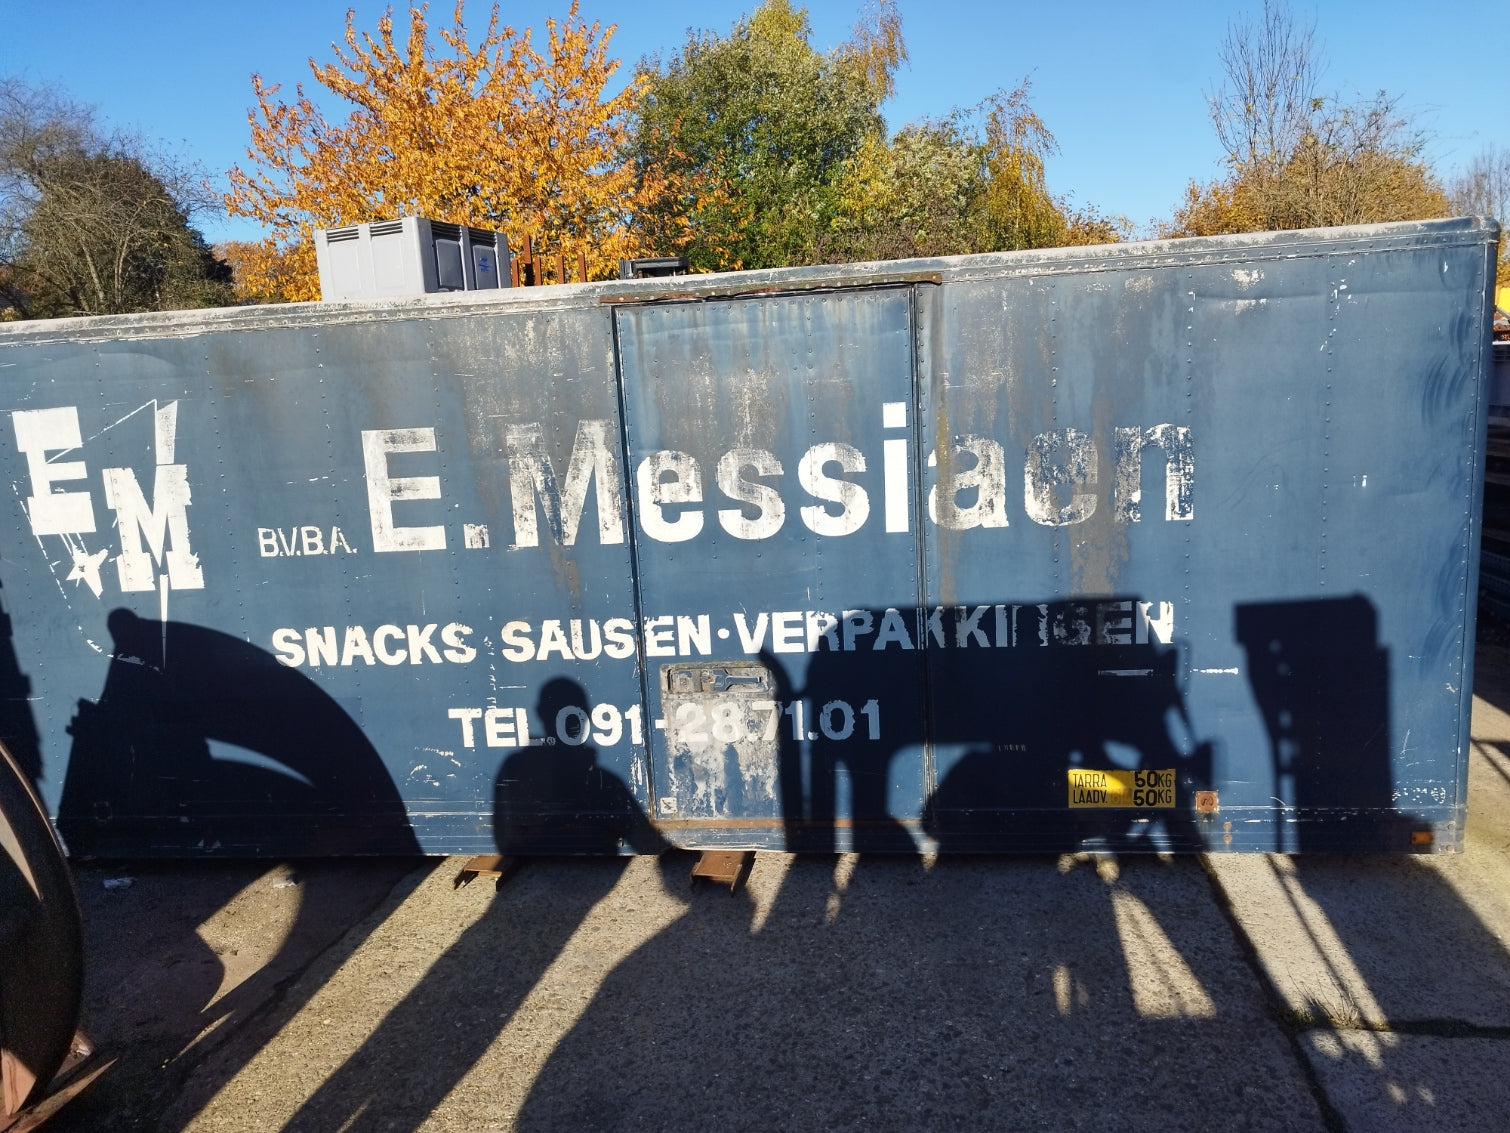 EM
B.V.B.A. E. Messiaen
SNACKS SAUSEN · VERPAKKINGEN
TEL. 091-28.71.01
TARRA 50KG
LAADV. 50KG